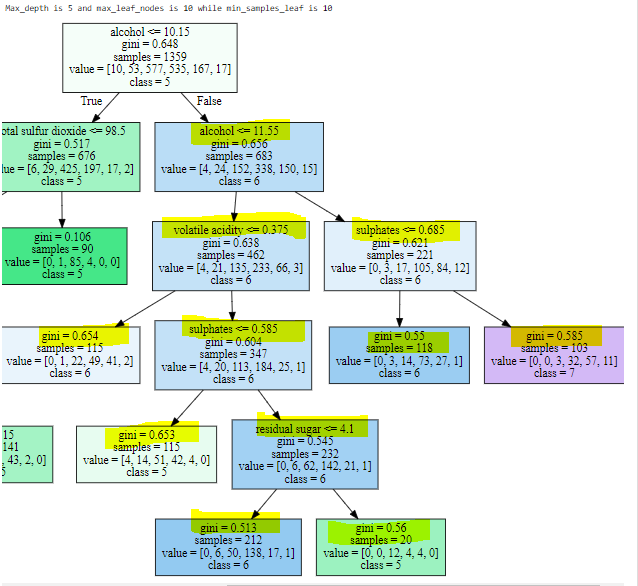 Max_depth is 5 and max_leaf_nodes is 10 while min_samples_leaf is 10
alcohol <= 10.15
gini = 0.648
samples = 1359
value = [10, 53, 577, 535, 167, 17]
class = 5
True
False
otal sulfur dioxide <= 98.5
gini = 0.517
samples = 676
lue = [6, 29, 425, 197, 17, 2]
class = 5
alcohol <= 11.55
gini = 0.656
samples = 683
value = [4, 24, 152, 338, 150, 15]
class = 6
gini = 0.106
samples = 90
value = [0, 1, 85, 4, 0, 0]
class = 5
volatile acidity <= 0.375
gini = 0.638
samples = 462
value = [4, 21, 135, 233, 66, 3]
class = 6
sulphates <= 0.685
gini = 0.621
samples = 221
value = [0, 3, 17, 105, 84, 12]
class = 6
gini = 0.654
samples = 115
value = [0, 1, 22, 49, 41, 2]
class = 6
sulphates <= 0.585
gini = 0.604
samples = 347
value = [4, 20, 113, 184, 25, 1]
class = 6
gini = 0.55
samples = 118
value = [0, 3, 14, 73, 27, 1]
class = 6
gini = 0.585
samples = 103
value = [0, 0, 3, 32, 57, 11]
class = 7
15
141
43, 2, 0]
5
gini = 0.653
samples = 115
value = [4, 14, 51, 42, 4, 0]
class = 5
residual sugar <= 4.1
gini = 0.545
samples = 232
value = [0, 6, 62, 142, 21, 1]
class = 6
gini = 0.513
samples = 212
value = [0, 6, 50, 138, 17, 1]
class = 6
gini = 0.56
samples = 20
value = [0, 0, 12, 4, 4, 0]
class = 5